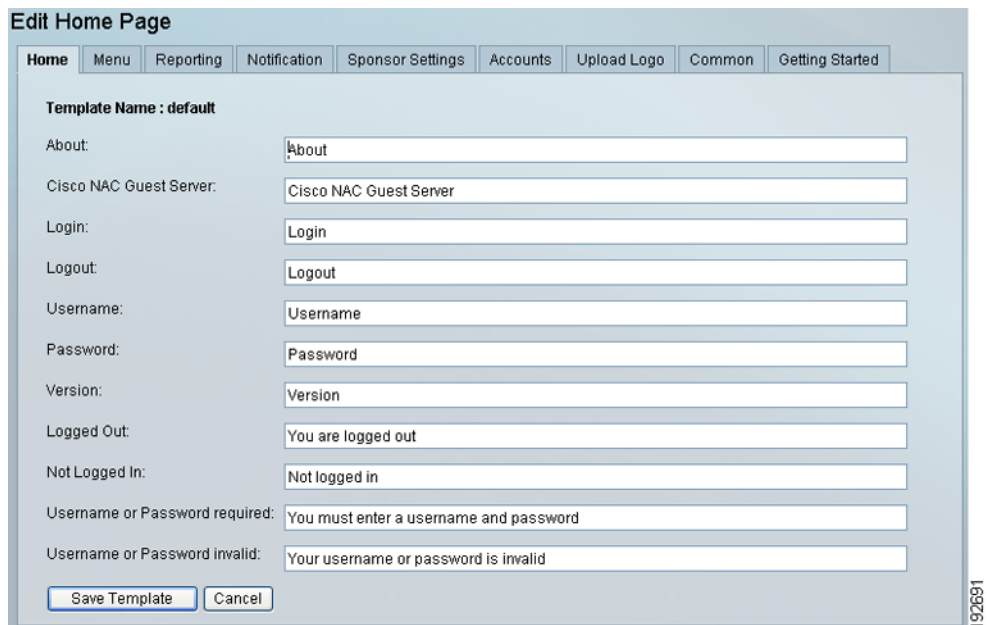 Edit Home Page
Home Menu Reporting Notification Sponsor Settings Accounts Upload Logo Common Getting Started
Template Name : default
About: About
Cisco NAC Guest Server: Cisco NAC Guest Server
Login: Login
Logout: Logout
Username: Username
Password: Password
Version: Version
Logged Out: You are logged out
Not Logged In: Not logged in
Username or Password required: You must enter a username and password
Username or Password invalid: Your username or password is invalid
Save Template Cancel
192691